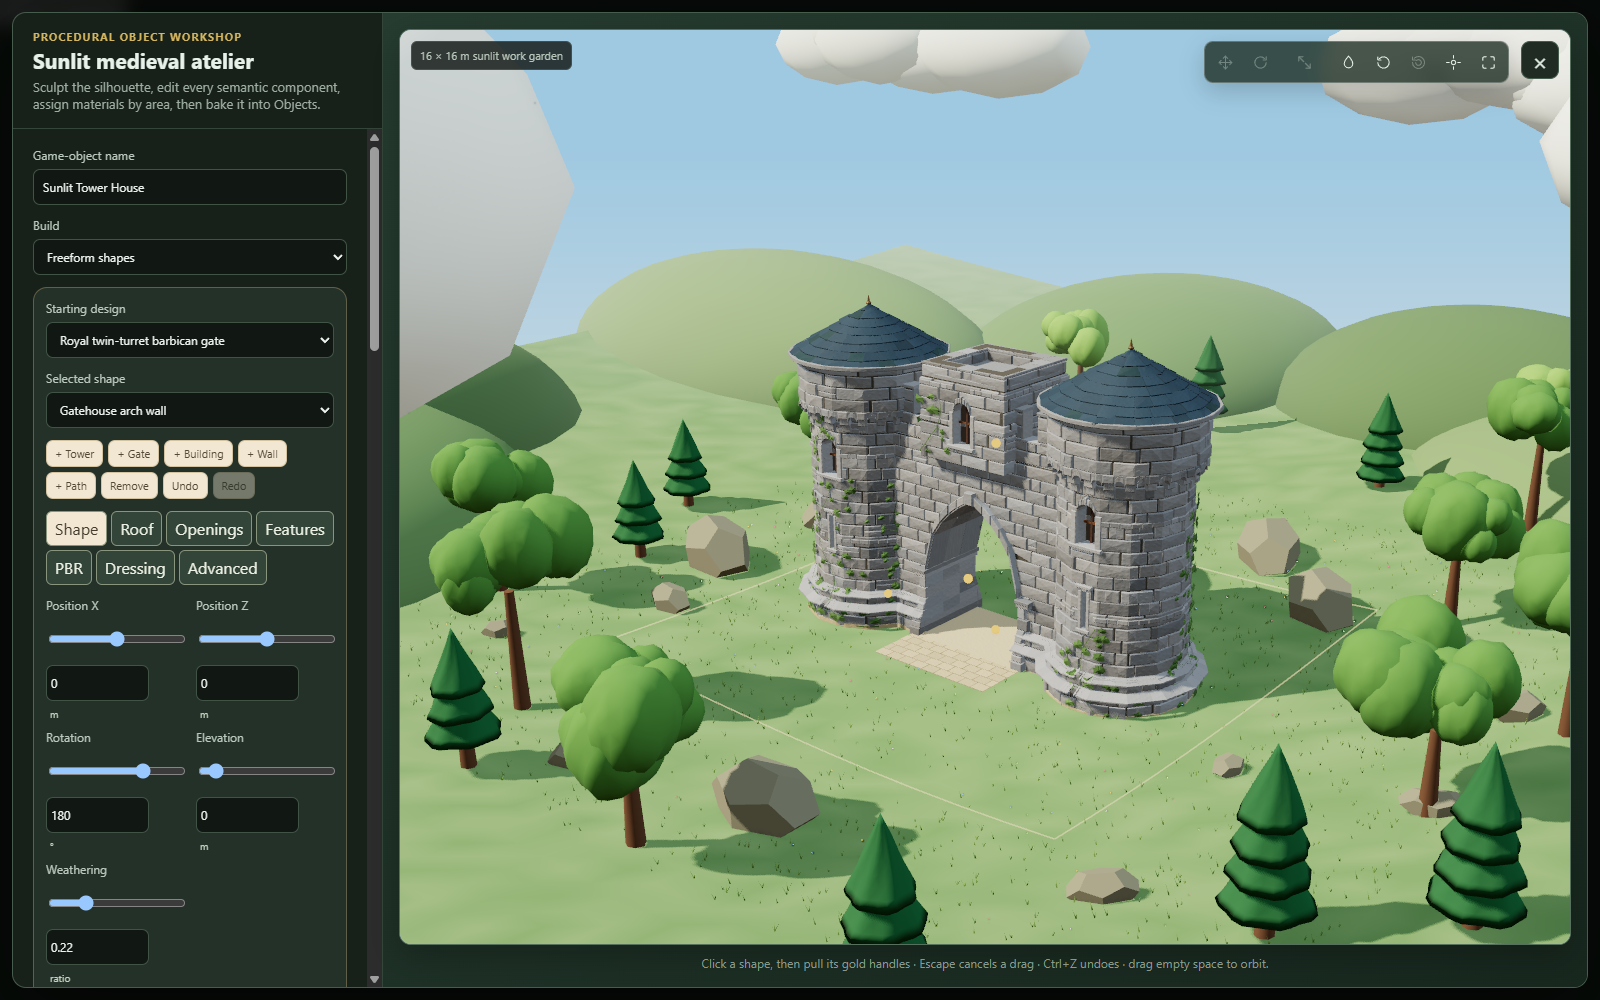 PROCEDURAL OBJECT WORKSHOP
Sunlit medieval atelier
Sculpt the silhouette, edit every semantic component,
assign materials by area, then bake it into Objects.
Game-object name
Sunlit Tower House
Build
Freeform shapes
Starting design
Royal twin-turret barbican gate
Selected shape
Gatehouse arch wall
+ Tower + Gate + Building + Wall
+ Path Remove Undo Redo
Shape Roof Openings Features
PBR Dressing Advanced
Position X Position Z
0 0
m m
Rotation Elevation
180 0
° m
Weathering
0.22
ratio
16 × 16 m sunlit work garden
Click a shape, then pull its gold handles · Escape cancels a drag · Ctrl+Z undoes · drag empty space to orbit.